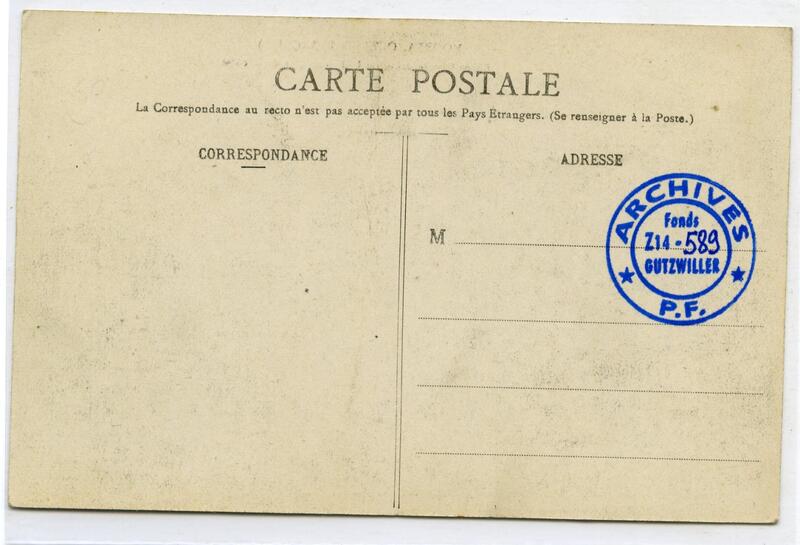 CARTE POSTALE
La Correspondance au recto n'est pas acceptée par tous les Pays Etrangers. (Se renseigner à la Poste.)
CORRESPONDANCE
ADRESSE
M
ARCHIVES
Fonds
Z14-589
GUTZWILLER
P.F.